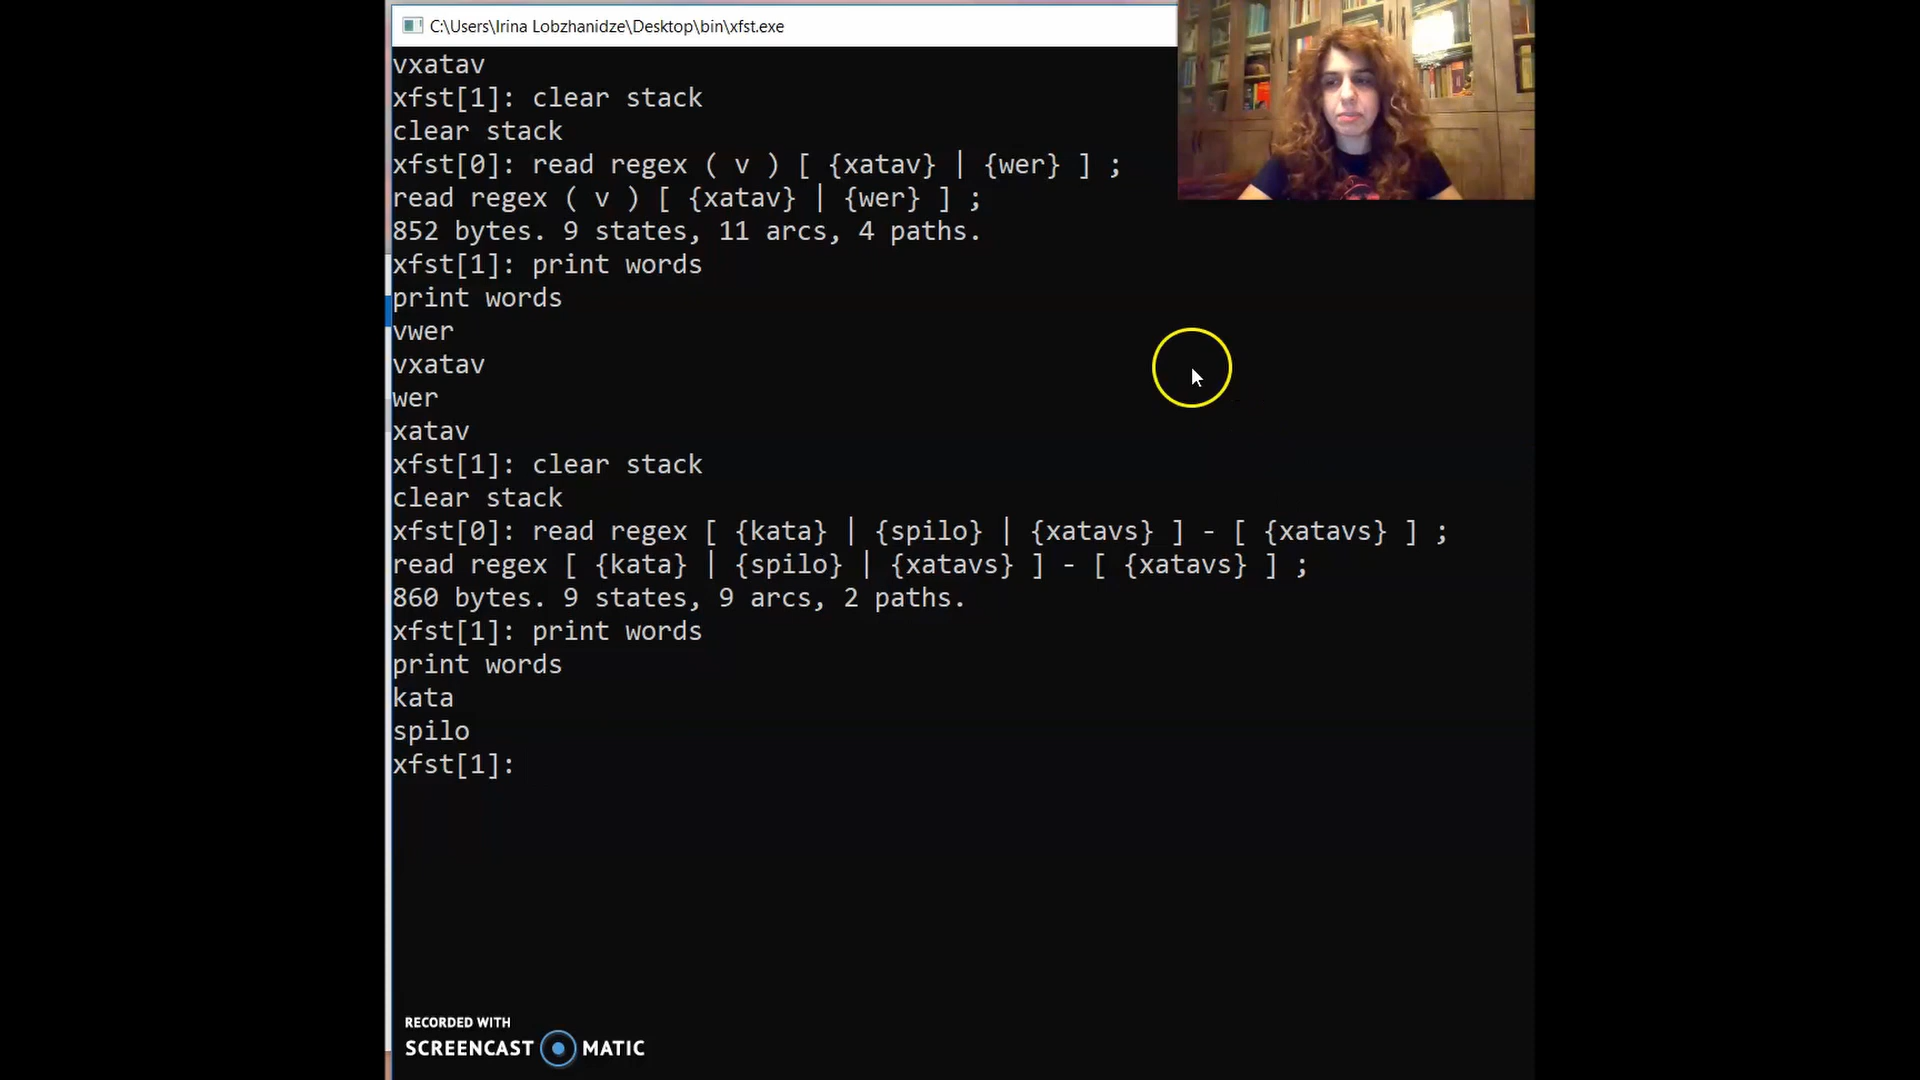 C:\Users\Irina Lobzhanidze\Desktop\bin\xfst.exe
vxatav
xfst[1]: clear stack
clear stack
xfst[0]: read regex ( v ) [ {xatav} | {wer} ] ;
read regex ( v ) [ {xatav} | {wer} ] ;
852 bytes. 9 states, 11 arcs, 4 paths.
xfst[1]: print words
print words
vwer
vxatav
wer
xatav
xfst[1]: clear stack
clear stack
xfst[0]: read regex [ {kata} | {spilo} | {xatavs} ] - [ {xatavs} ] ;
read regex [ {kata} | {spilo} | {xatavs} ] - [ {xatavs} ] ;
860 bytes. 9 states, 9 arcs, 2 paths.
xfst[1]: print words
print words
kata
spilo
xfst[1]:
RECORDED WITH
SCREENCAST MATIC